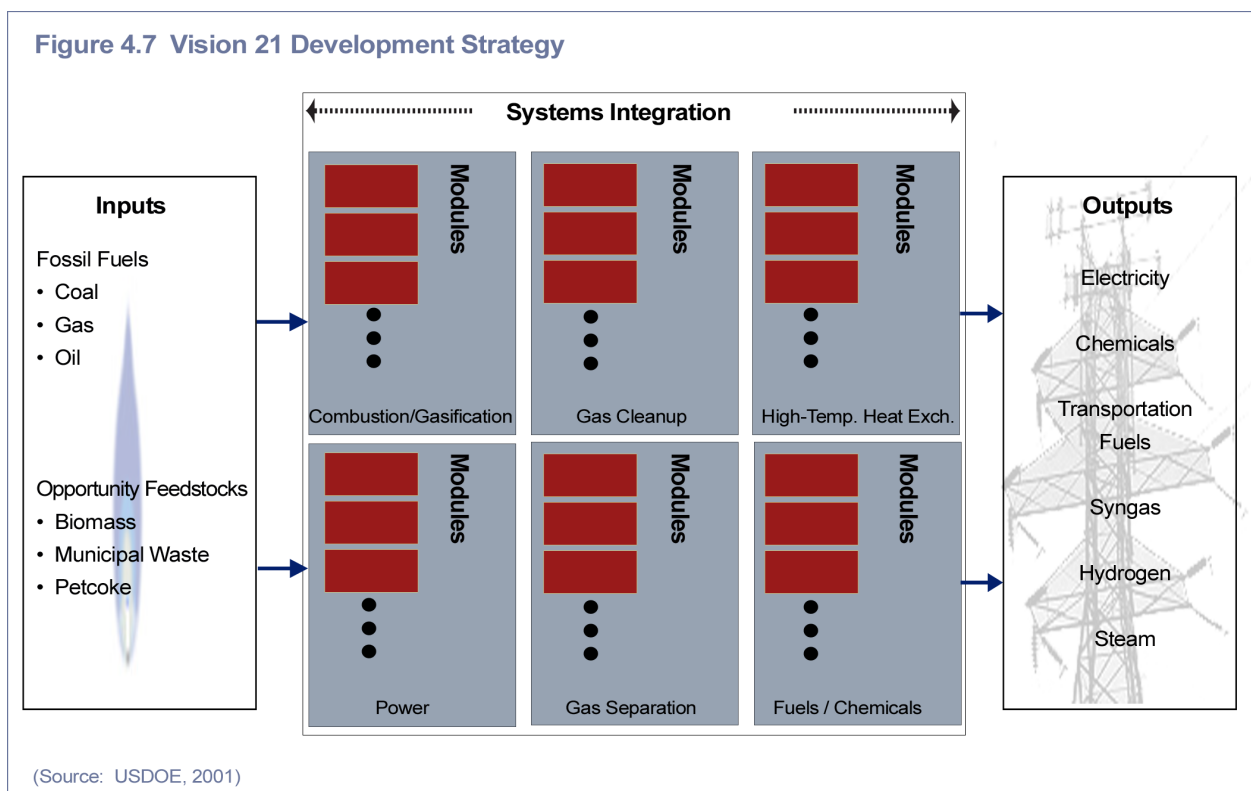 Figure 4.7 Vision 21 Development Strategy
Systems Integration
Inputs
Fossil Fuels
• Coal
• Gas
• Oil
Opportunity Feedstocks
• Biomass
• Municipal Waste
• Petcoke
Modules
Combustion/Gasification
Modules
Gas Cleanup
Modules
High-Temp. Heat Exch.
Modules
Power
Modules
Gas Separation
Modules
Fuels / Chemicals
Outputs
Electricity
Chemicals
Transportation
Fuels
Syngas
Hydrogen
Steam
(Source: USDOE, 2001)